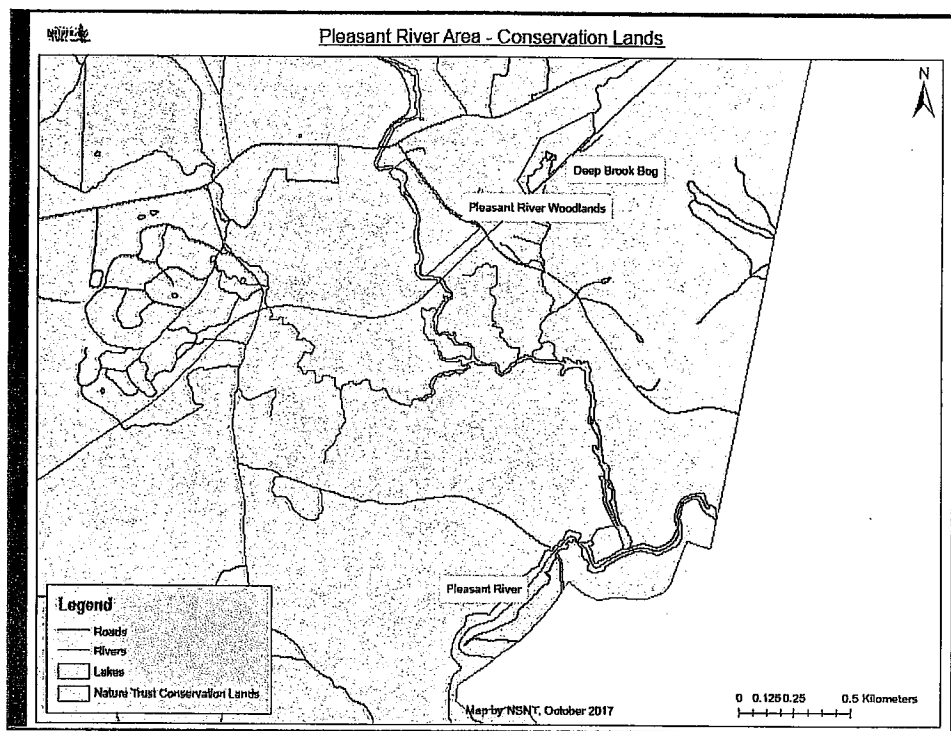 Pleasant River Area - Conservation Lands
N
Deep Brook Bog
Pleasant River Woodlands
Pleasant River
Legend
Roads
Rivers
Lakes
Nature Trust Conservation Lands
Map by NSNT, October 2017
0 0.125 0.25 0.5 Kilometers